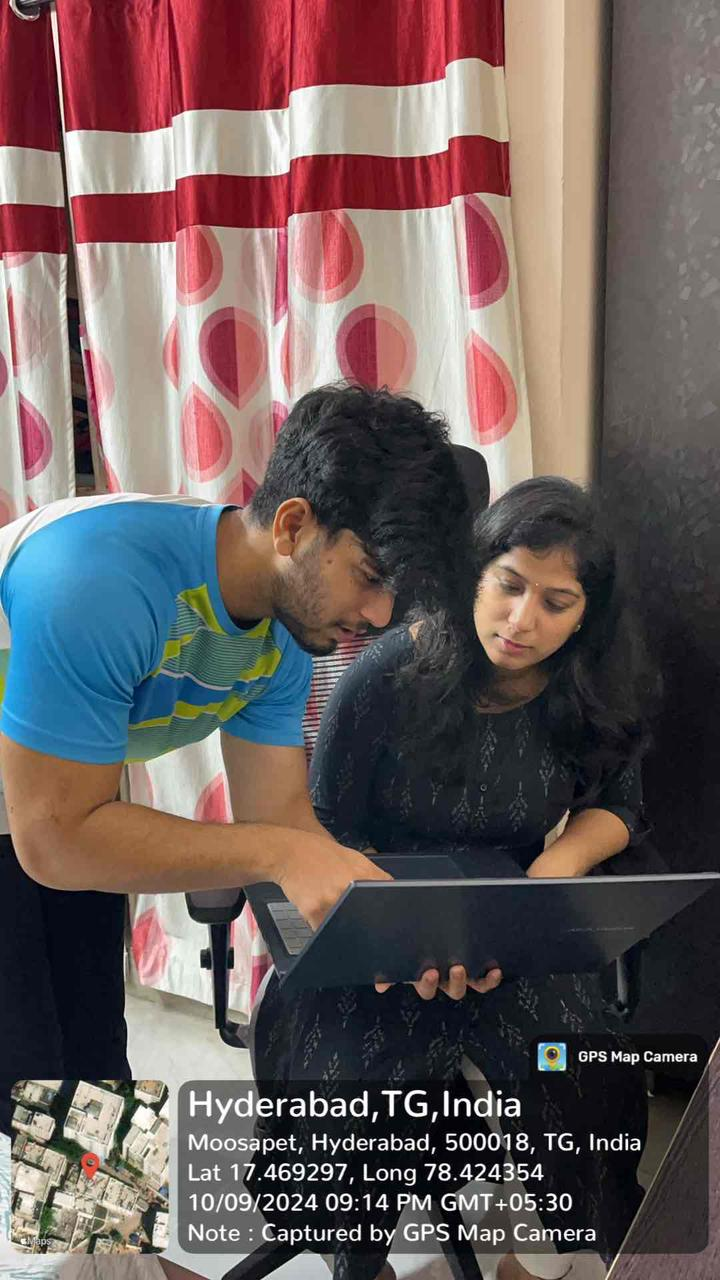 GPS Map Camera
Hyderabad,TG,India
Moosapet, Hyderabad, 500018, TG, India
Lat 17.469297, Long 78.424354
10/09/2024 09:14 PM GMT+05:30
Note : Captured by GPS Map Camera
Maps